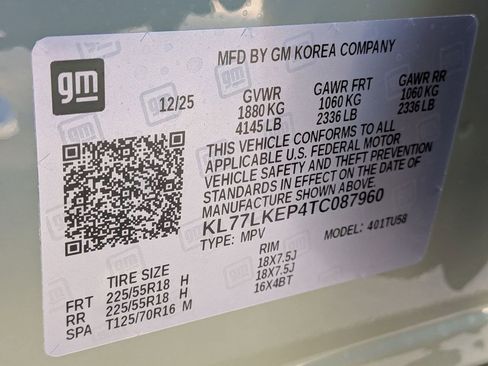 gm
MFD BY GM KOREA COMPANY
12/25 GVWR GAWR FRT GAWR RR
1880 KG 1060 KG 1060 KG
4145 LB 2336 LB 2336 LB
THIS VEHICLE CONFORMS TO ALL
APPLICABLE U.S. FEDERAL MOTOR
VEHICLE SAFETY AND THEFT PREVENTION
STANDARDS IN EFFECT ON THE DATE OF
MANUFACTURE SHOWN ABOVE.
KL77LKEP4TC087960
TYPE: MPV MODEL: 401TU58
TIRE SIZE RIM
FRT 225/55R18 H 18X7.5J
RR 225/55R18 H 18X7.5J
SPA T125/70R16 M 16X4BT